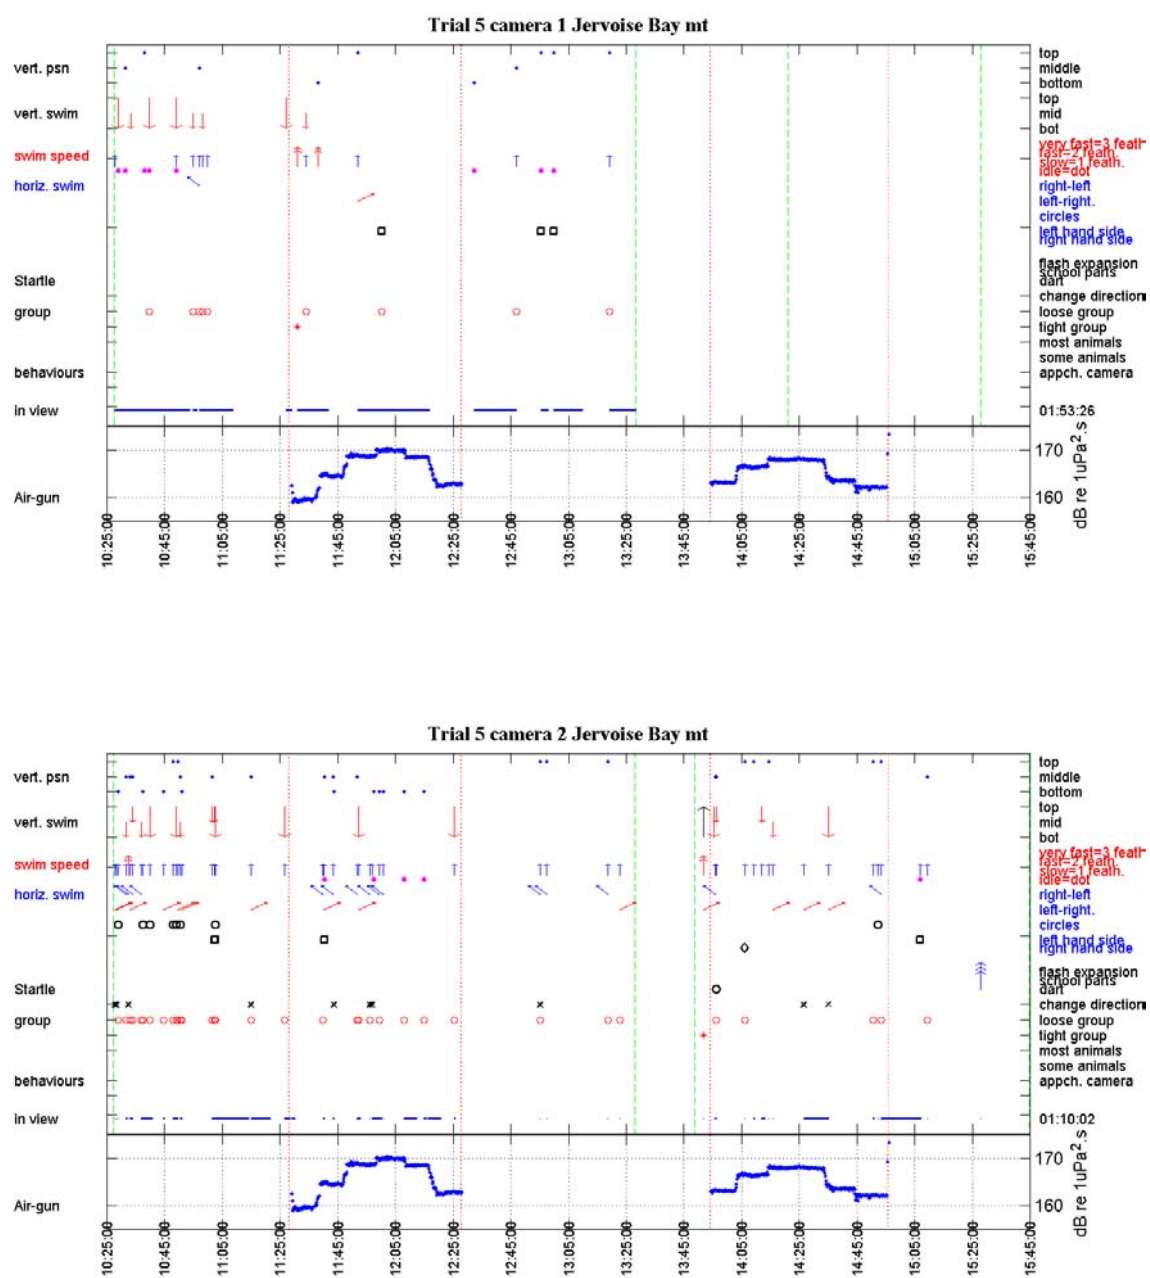 Trial 5 camera 1 Jervoise Bay mt
vert. psn
top
middle
bottom
vert. swim
top
mid
bot
swim speed
very fast=3 feath
fast=2 feath.
slow=1 feath.
idle=dot
horiz. swim
right-left
left-right.
circles
left hand side
right hand side
Startle
flash expansion
school parts
dart
change direction
group
loose group
tight group
most animals
some animals
behaviours
appch. camera
in view
01:53:26
Air-gun
170
160
dB re 1uPa².s
10:25:00
10:45:00
11:05:00
11:25:00
11:45:00
12:05:00
12:25:00
12:45:00
13:05:00
13:25:00
13:45:00
14:05:00
14:25:00
14:45:00
15:05:00
15:25:00
15:45:00
Trial 5 camera 2 Jervoise Bay mt
vert. psn
top
middle
bottom
vert. swim
top
mid
bot
swim speed
very fast=3 feath
fast=2 feath.
slow=1 feath.
idle=dot
horiz. swim
right-left
left-right.
circles
left hand side
right hand side
Startle
flash expansion
school parts
dart
change direction
group
loose group
tight group
most animals
some animals
behaviours
appch. camera
in view
01:10:02
Air-gun
170
160
dB re 1uPa².s
10:25:00
10:45:00
11:05:00
11:25:00
11:45:00
12:05:00
12:25:00
12:45:00
13:05:00
13:25:00
13:45:00
14:05:00
14:25:00
14:45:00
15:05:00
15:25:00
15:45:00